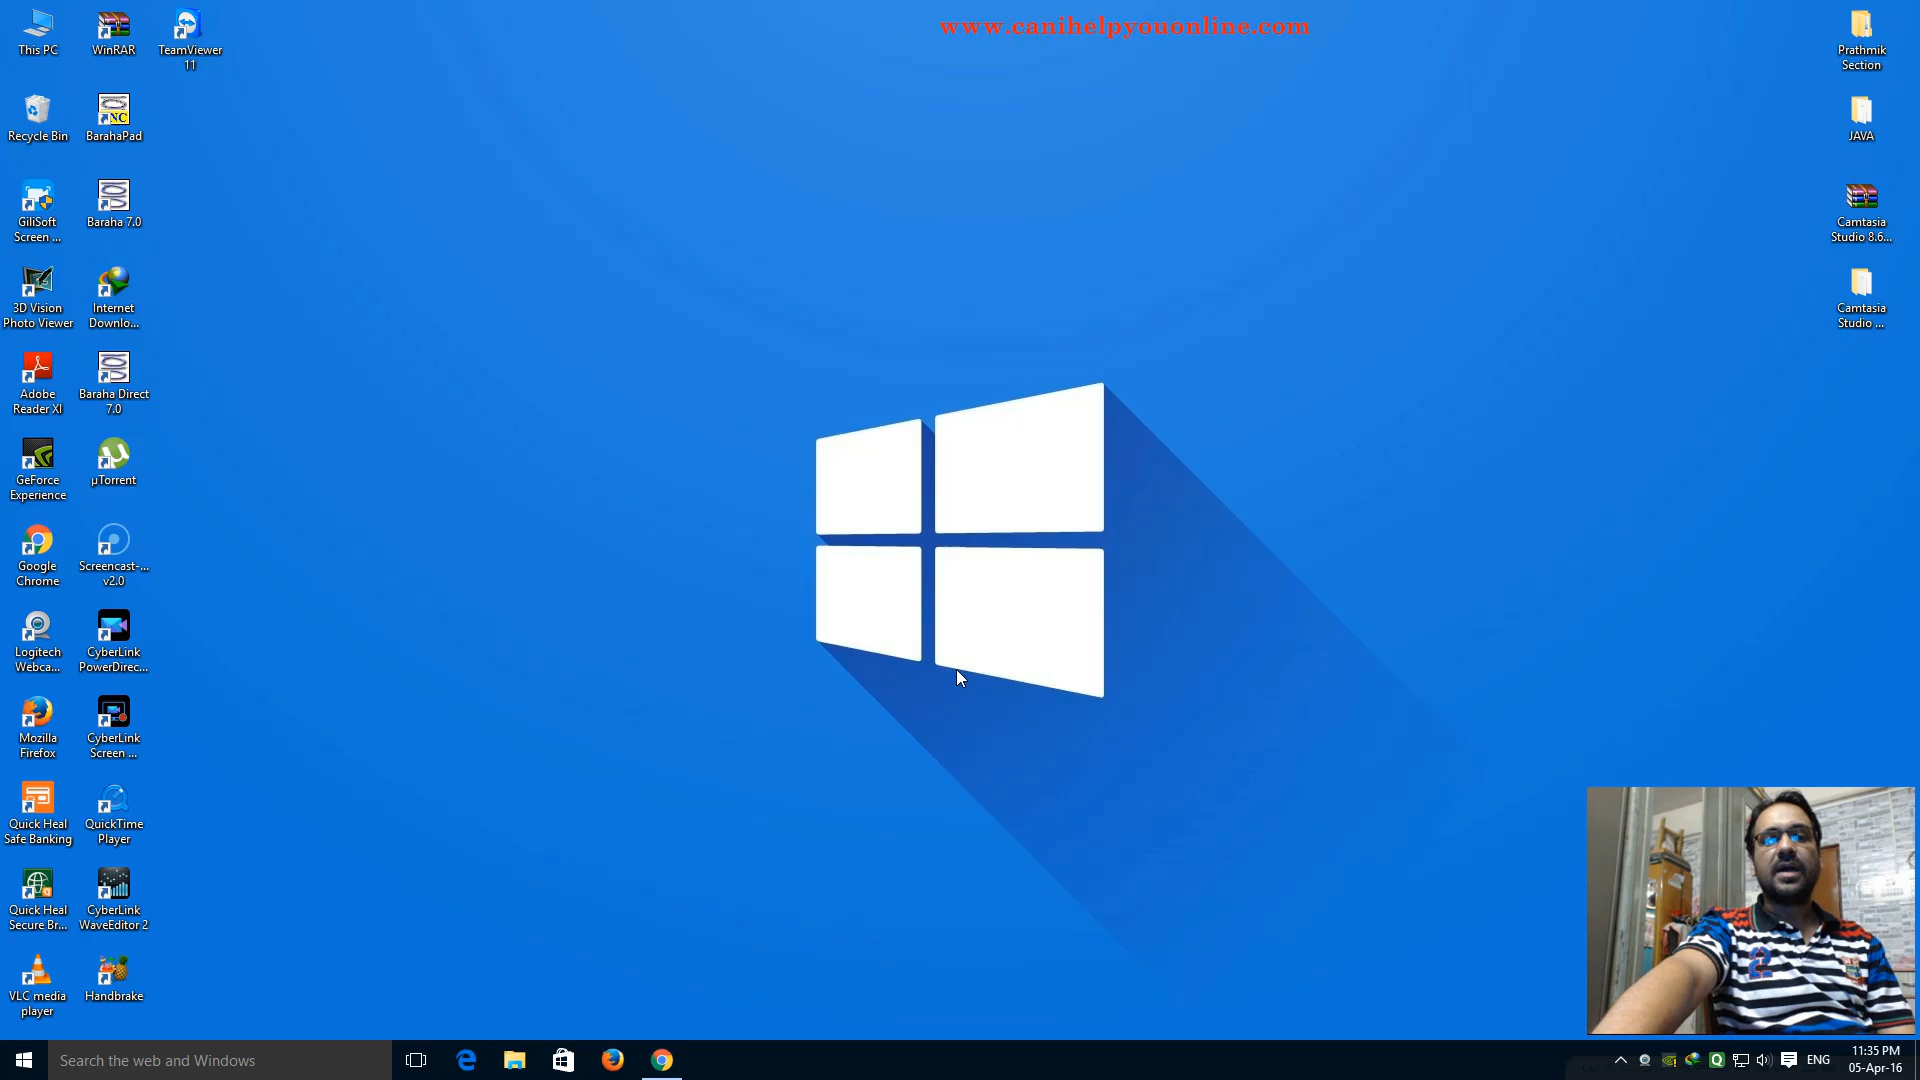 www.canihelpyouonline.com
This PC
WinRAR
TeamViewer
11
Recycle Bin
BarahaPad
GiliSoft
Screen ...
Baraha 7.0
3D Vision
Photo Viewer
Internet
Downlo...
Adobe
Reader XI
Baraha Direct
7.0
GeForce
Experience
µTorrent
Google
Chrome
Screencast-...
v2.0
Logitech
Webca...
CyberLink
PowerDirec...
Mozilla
Firefox
CyberLink
Screen ...
Quick Heal
Safe Banking
QuickTime
Player
Quick Heal
Secure Br...
CyberLink
WaveEditor 2
VLC media
player
Handbrake
Prathmik
Section
JAVA
Camtasia
Studio 8.6...
Camtasia
Studio ...
NC
2
Search the web and Windows
ENG
11:35 PM
05-Apr-16